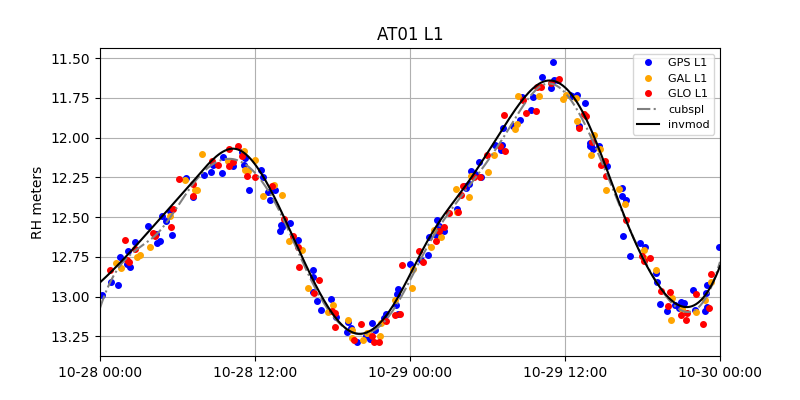 AT01 L1
RH meters
11.50
11.75
12.00
12.25
12.50
12.75
13.00
13.25
GPS L1
GAL L1
GLO L1
cubspl
invmod
10-28 00:00 10-28 12:00 10-29 00:00 10-29 12:00 10-30 00:00